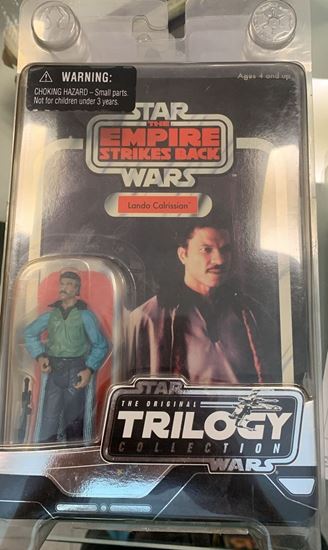 WARNING:
CHOKING HAZARD – Small parts.
Not for children under 3 years.
Ages 4 and up
STAR
THE
EMPIRE
STRIKES BACK
WARS
Lando Calrissian
STAR
THE ORIGINAL
TRILOGY
COLLECTION
WARS